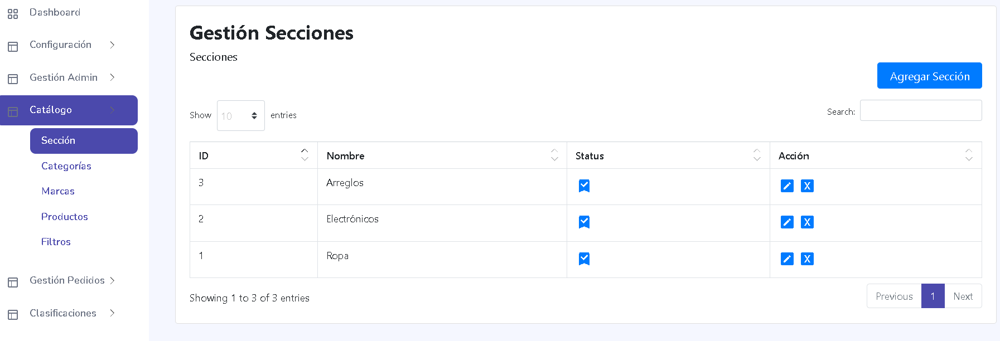 Dashboard
Configuración
Gestión Admin
Catálogo
Sección
Categorías
Marcas
Productos
Filtros
Gestión Pedidos
Clasificaciones
Gestión Secciones
Secciones
Agregar Sección
Show 10 entries
Search:
ID Nombre Status Acción
3 Arreglos X
2 Electrónicos X
1 Ropa X
Showing 1 to 3 of 3 entries
Previous 1 Next